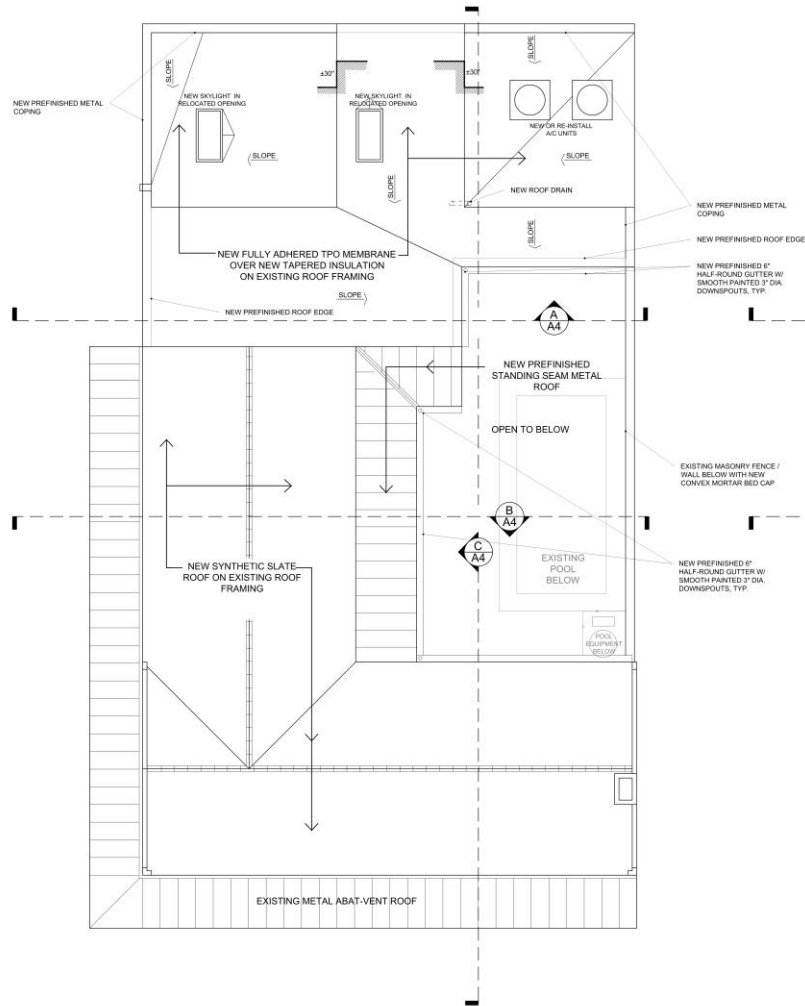 SLOPE
SLOPE
±30"
±30"
NEW SKYLIGHT IN
RELOCATED OPENING
NEW SKYLIGHT IN
RELOCATED OPENING
NEW PREFINISHED METAL
COPING
NEW OR RE-INSTALL
A/C UNITS
SLOPE
SLOPE
SLOPE
NEW ROOF DRAIN
NEW PREFINISHED METAL
COPING
SLOPE
NEW PREFINISHED ROOF EDGE
NEW FULLY ADHERED TPO MEMBRANE
OVER NEW TAPERED INSULATION
ON EXISTING ROOF FRAMING
NEW PREFINISHED 6"
HALF-ROUND GUTTER W/
SMOOTH PAINTED 3" DIA.
DOWNSPOUTS, TYP.
SLOPE
NEW PREFINISHED ROOF EDGE
A
A4
NEW PREFINISHED
STANDING SEAM METAL
ROOF
OPEN TO BELOW
EXISTING MASONRY FENCE /
WALL BELOW WITH NEW
CONVEX MORTAR BED CAP
B
A4
C
A4
EXISTING
POOL
BELOW
NEW SYNTHETIC SLATE
ROOF ON EXISTING ROOF
FRAMING
NEW PREFINISHED 6"
HALF-ROUND GUTTER W/
SMOOTH PAINTED 3" DIA.
DOWNSPOUTS, TYP.
POOL
EQUIPMENT
BELOW
EXISTING METAL ABAT-VENT ROOF